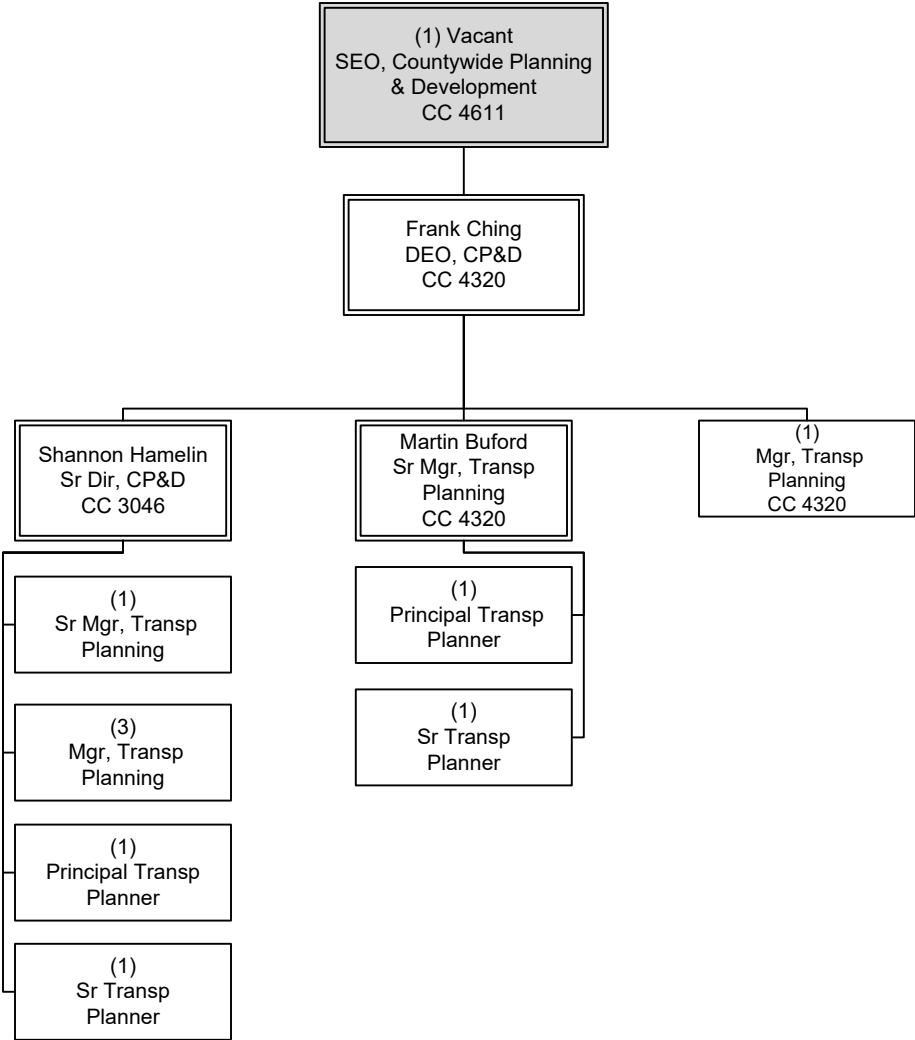 (1) Vacant
SEO, Countywide Planning
& Development
CC 4611
Frank Ching
DEO, CP&D
CC 4320
Shannon Hamelin
Sr Dir, CP&D
CC 3046
Martin Buford
Sr Mgr, Transp
Planning
CC 4320
(1)
Mgr, Transp
Planning
CC 4320
(1)
Sr Mgr, Transp
Planning
(3)
Mgr, Transp
Planning
(1)
Principal Transp
Planner
(1)
Sr Transp
Planner
(1)
Principal Transp
Planner
(1)
Sr Transp
Planner